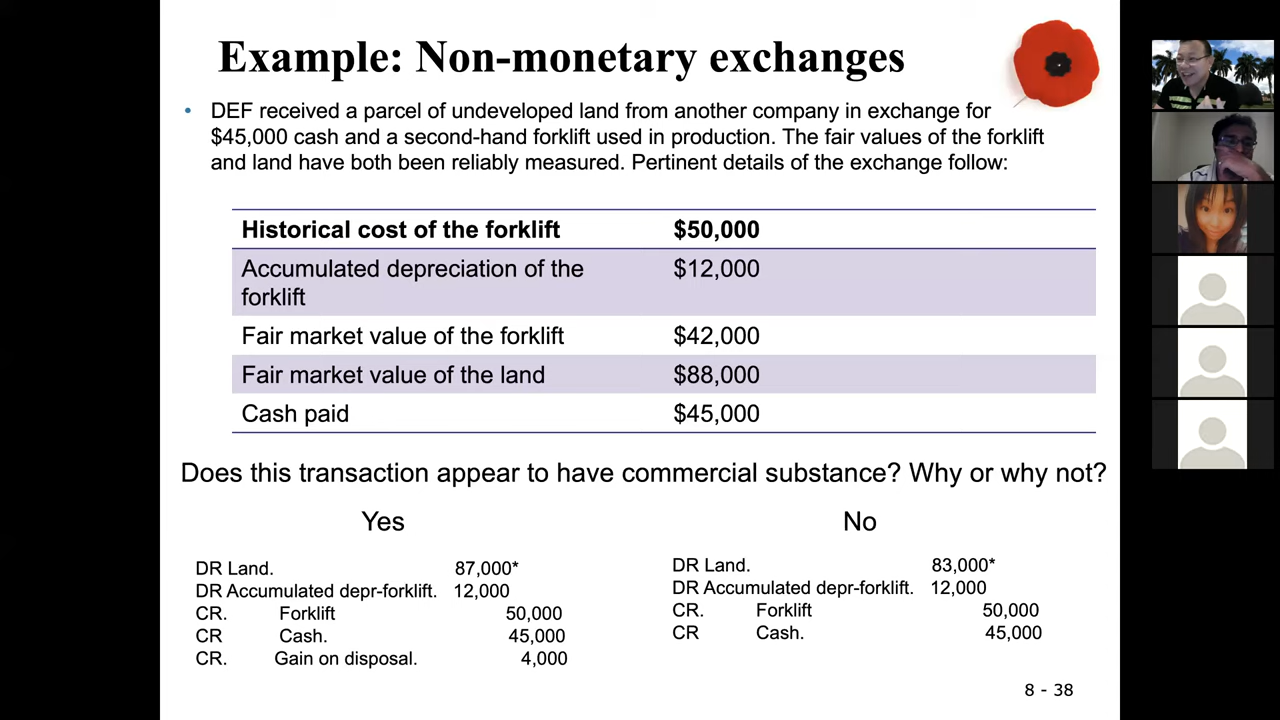 Example: Non-monetary exchanges
• DEF received a parcel of undeveloped land from another company in exchange for
$45,000 cash and a second-hand forklift used in production. The fair values of the forklift
and land have both been reliably measured. Pertinent details of the exchange follow:
Historical cost of the forklift $50,000
Accumulated depreciation of the $12,000
forklift
Fair market value of the forklift $42,000
Fair market value of the land $88,000
Cash paid $45,000
Does this transaction appear to have commercial substance? Why or why not?
Yes
DR Land. 87,000*
DR Accumulated depr-forklift. 12,000
CR. Forklift 50,000
CR Cash. 45,000
CR. Gain on disposal. 4,000
No
DR Land. 83,000*
DR Accumulated depr-forklift. 12,000
CR. Forklift 50,000
CR Cash. 45,000
8 - 38